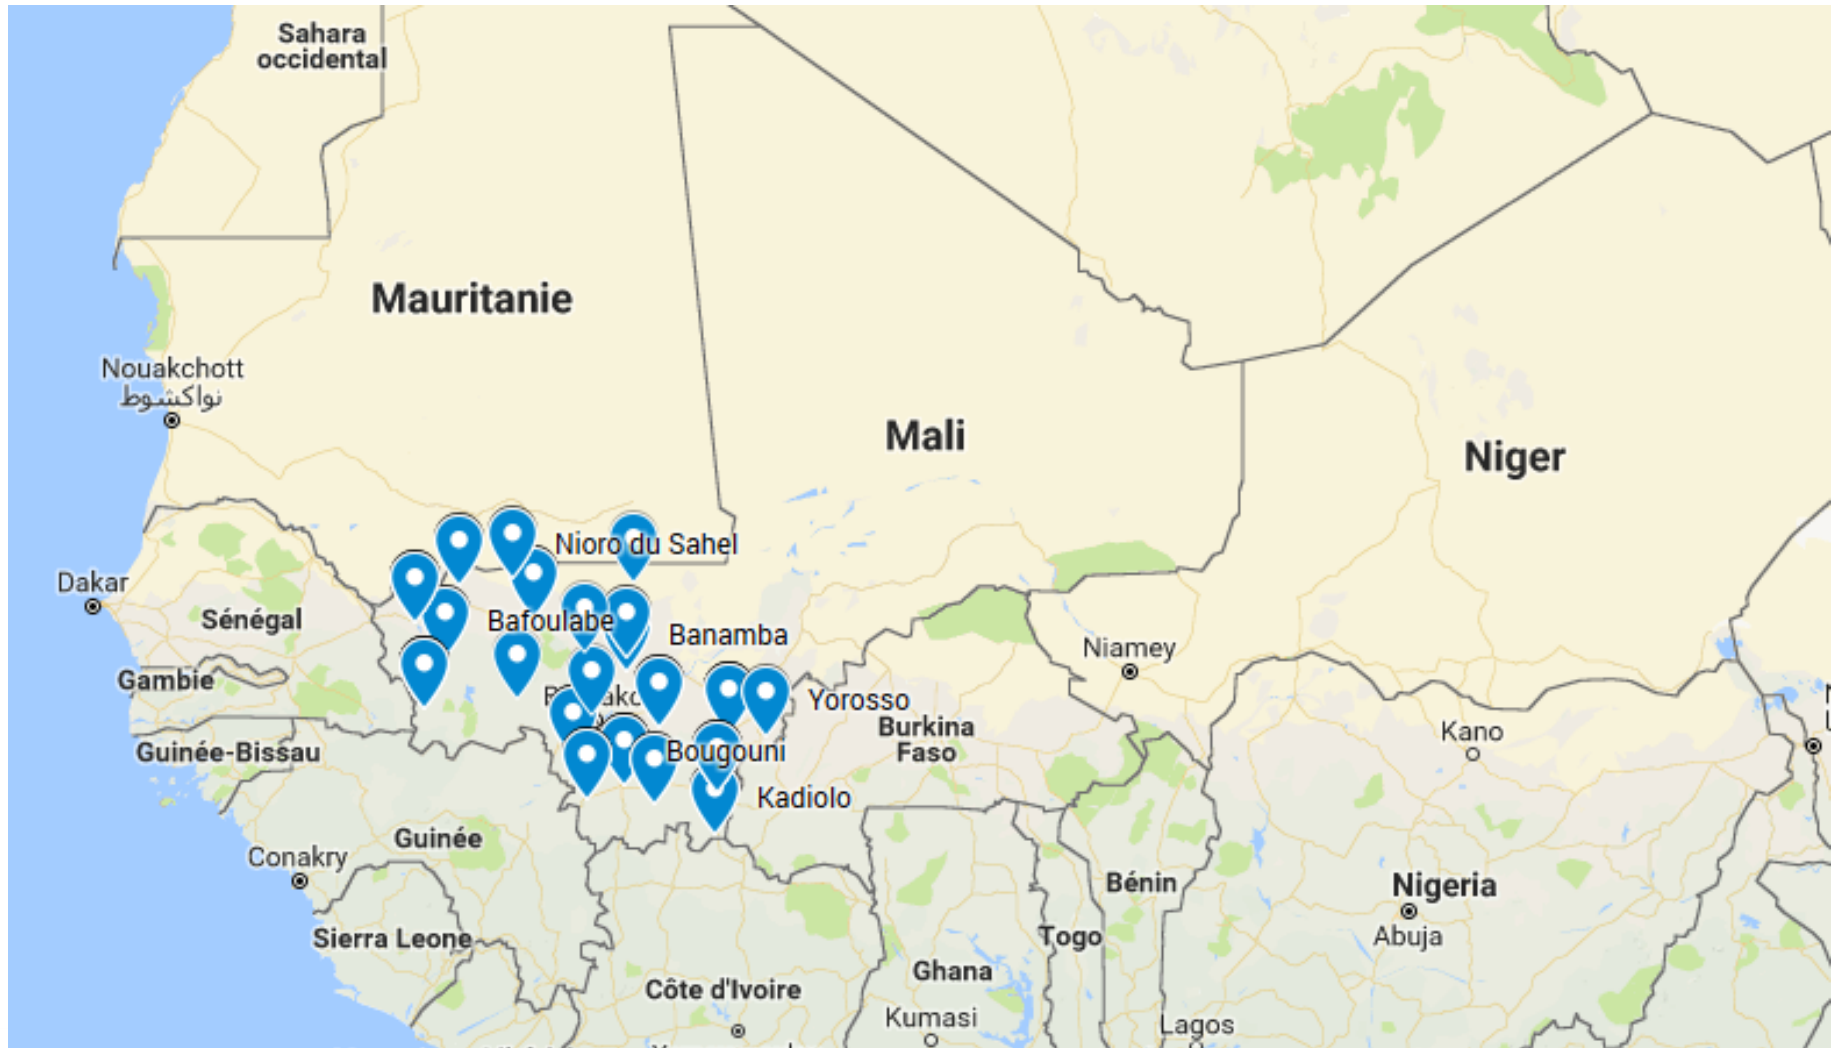 Sahara
occidental
Mauritanie
Nouakchott
نواكشوط
Mali
Niger
Nioro du Sahel
Dakar
Sénégal
Bafoulabe
Banamba
Niamey
Gambie
Yorosso
Burkina
Faso
Kano
Guinée-Bissau
Bougouni
Kadiolo
Guinée
Conakry
Bénin
Nigeria
Abuja
Sierra Leone
Togo
Ghana
Côte d'Ivoire
Kumasi
Lagos